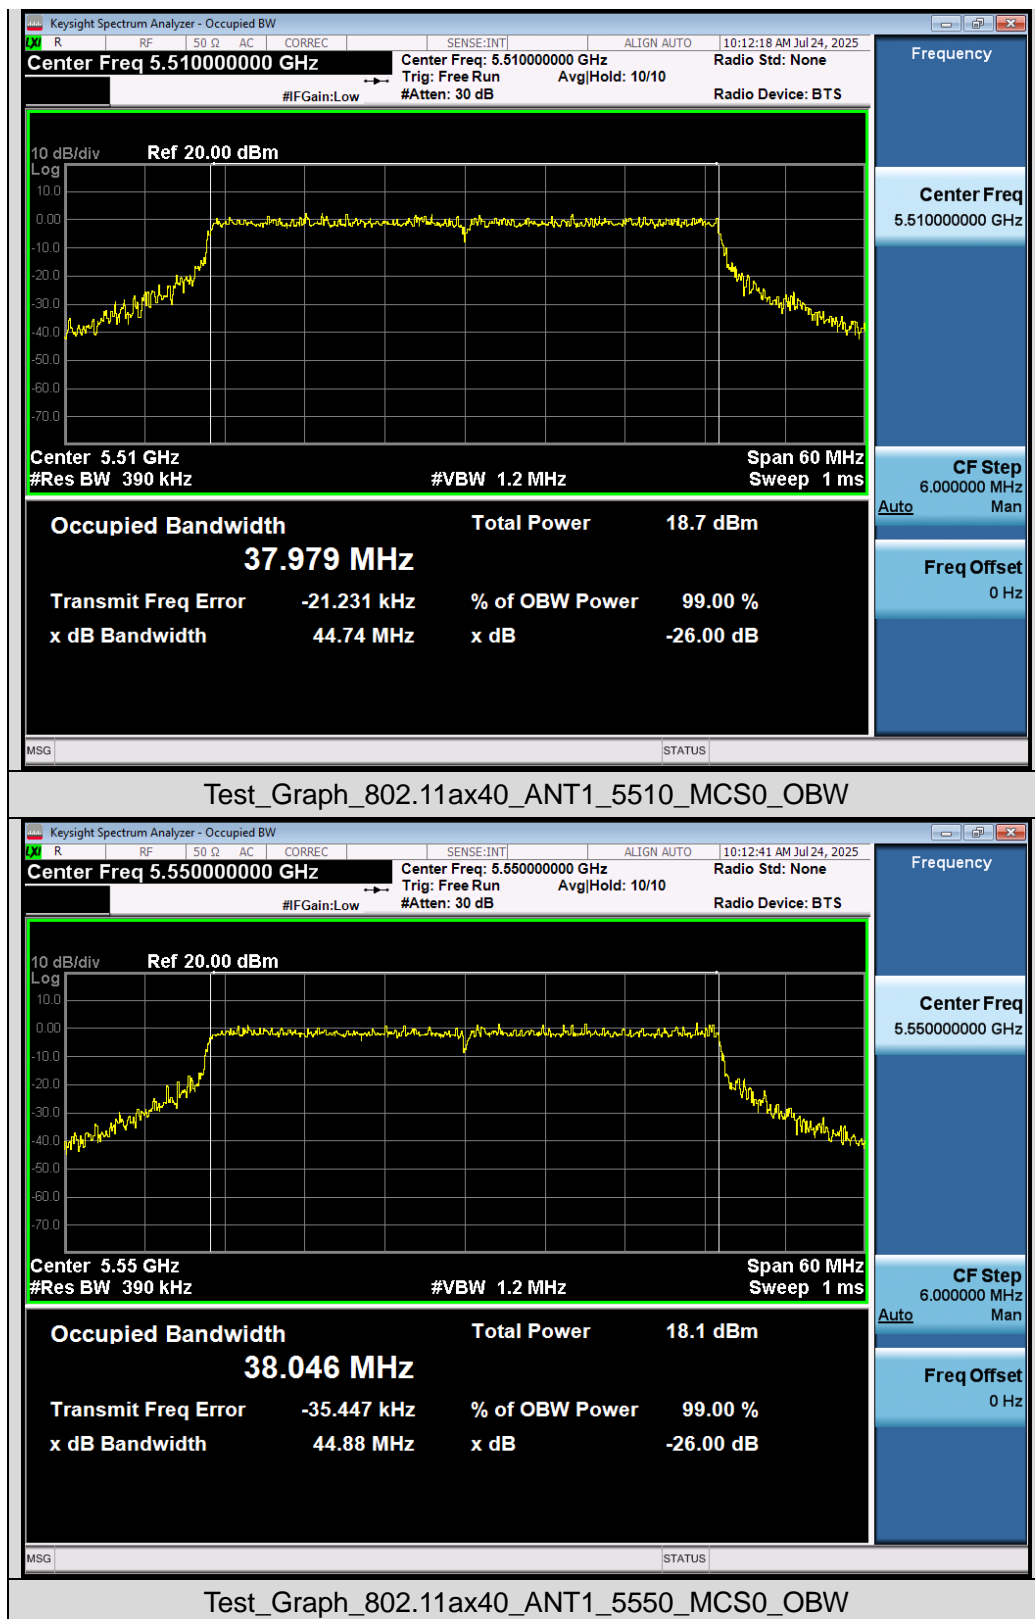 Keysight Spectrum Analyzer - Occupied BW
LXI R RF 50 Ω AC CORREC SENSE:INT ALIGN AUTO 10:12:18 AM Jul 24, 2025
Center Freq 5.510000000 GHz Center Freq: 5.510000000 GHz Radio Std: None
Trig: Free Run Avg|Hold: 10/10
#IFGain:Low #Atten: 30 dB Radio Device: BTS
Frequency
10 dB/div Ref 20.00 dBm
Log
10.0
0.00
-10.0
-20.0
-30.0
-40.0
-50.0
-60.0
-70.0
Center 5.51 GHz Span 60 MHz
#Res BW 390 kHz #VBW 1.2 MHz Sweep 1 ms
Center Freq
5.510000000 GHz
CF Step
6.000000 MHz
Auto Man
Freq Offset
0 Hz
Occupied Bandwidth Total Power 18.7 dBm
37.979 MHz
Transmit Freq Error -21.231 kHz % of OBW Power 99.00 %
x dB Bandwidth 44.74 MHz x dB -26.00 dB
MSG STATUS
Test_Graph_802.11ax40_ANT1_5510_MCS0_OBW
Keysight Spectrum Analyzer - Occupied BW
LXI R RF 50 Ω AC CORREC SENSE:INT ALIGN AUTO 10:12:41 AM Jul 24, 2025
Center Freq 5.550000000 GHz Center Freq: 5.550000000 GHz Radio Std: None
Trig: Free Run Avg|Hold: 10/10
#IFGain:Low #Atten: 30 dB Radio Device: BTS
Frequency
10 dB/div Ref 20.00 dBm
Log
10.0
0.00
-10.0
-20.0
-30.0
-40.0
-50.0
-60.0
-70.0
Center 5.55 GHz Span 60 MHz
#Res BW 390 kHz #VBW 1.2 MHz Sweep 1 ms
Center Freq
5.550000000 GHz
CF Step
6.000000 MHz
Auto Man
Freq Offset
0 Hz
Occupied Bandwidth Total Power 18.1 dBm
38.046 MHz
Transmit Freq Error -35.447 kHz % of OBW Power 99.00 %
x dB Bandwidth 44.88 MHz x dB -26.00 dB
MSG STATUS
Test_Graph_802.11ax40_ANT1_5550_MCS0_OBW